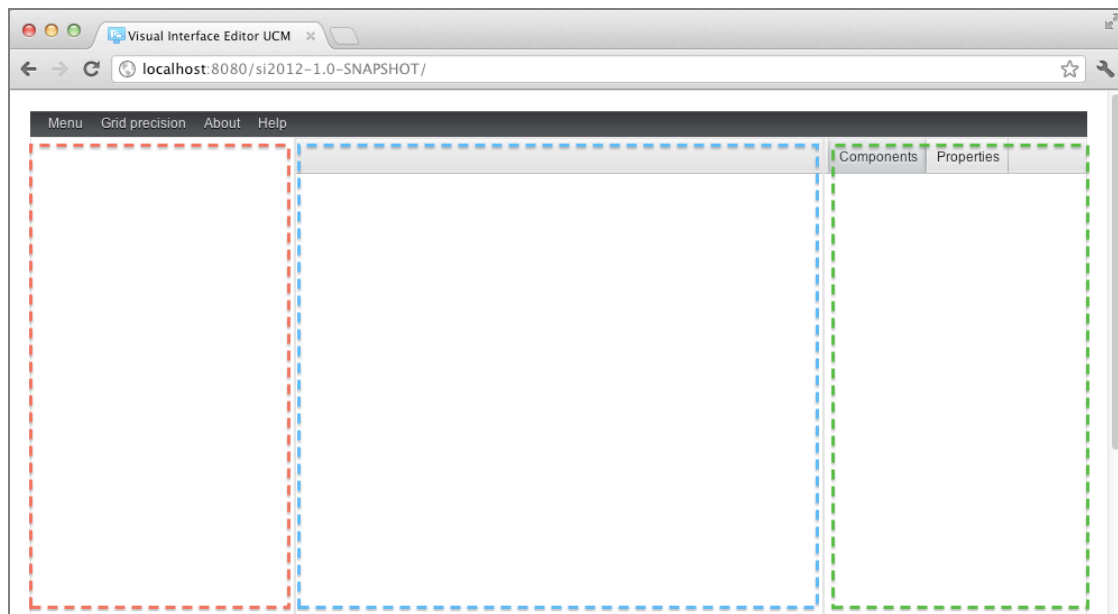 Visual Interface Editor UCM
localhost:8080/si2012-1.0-SNAPSHOT/
Menu Grid precision About Help
Components Properties